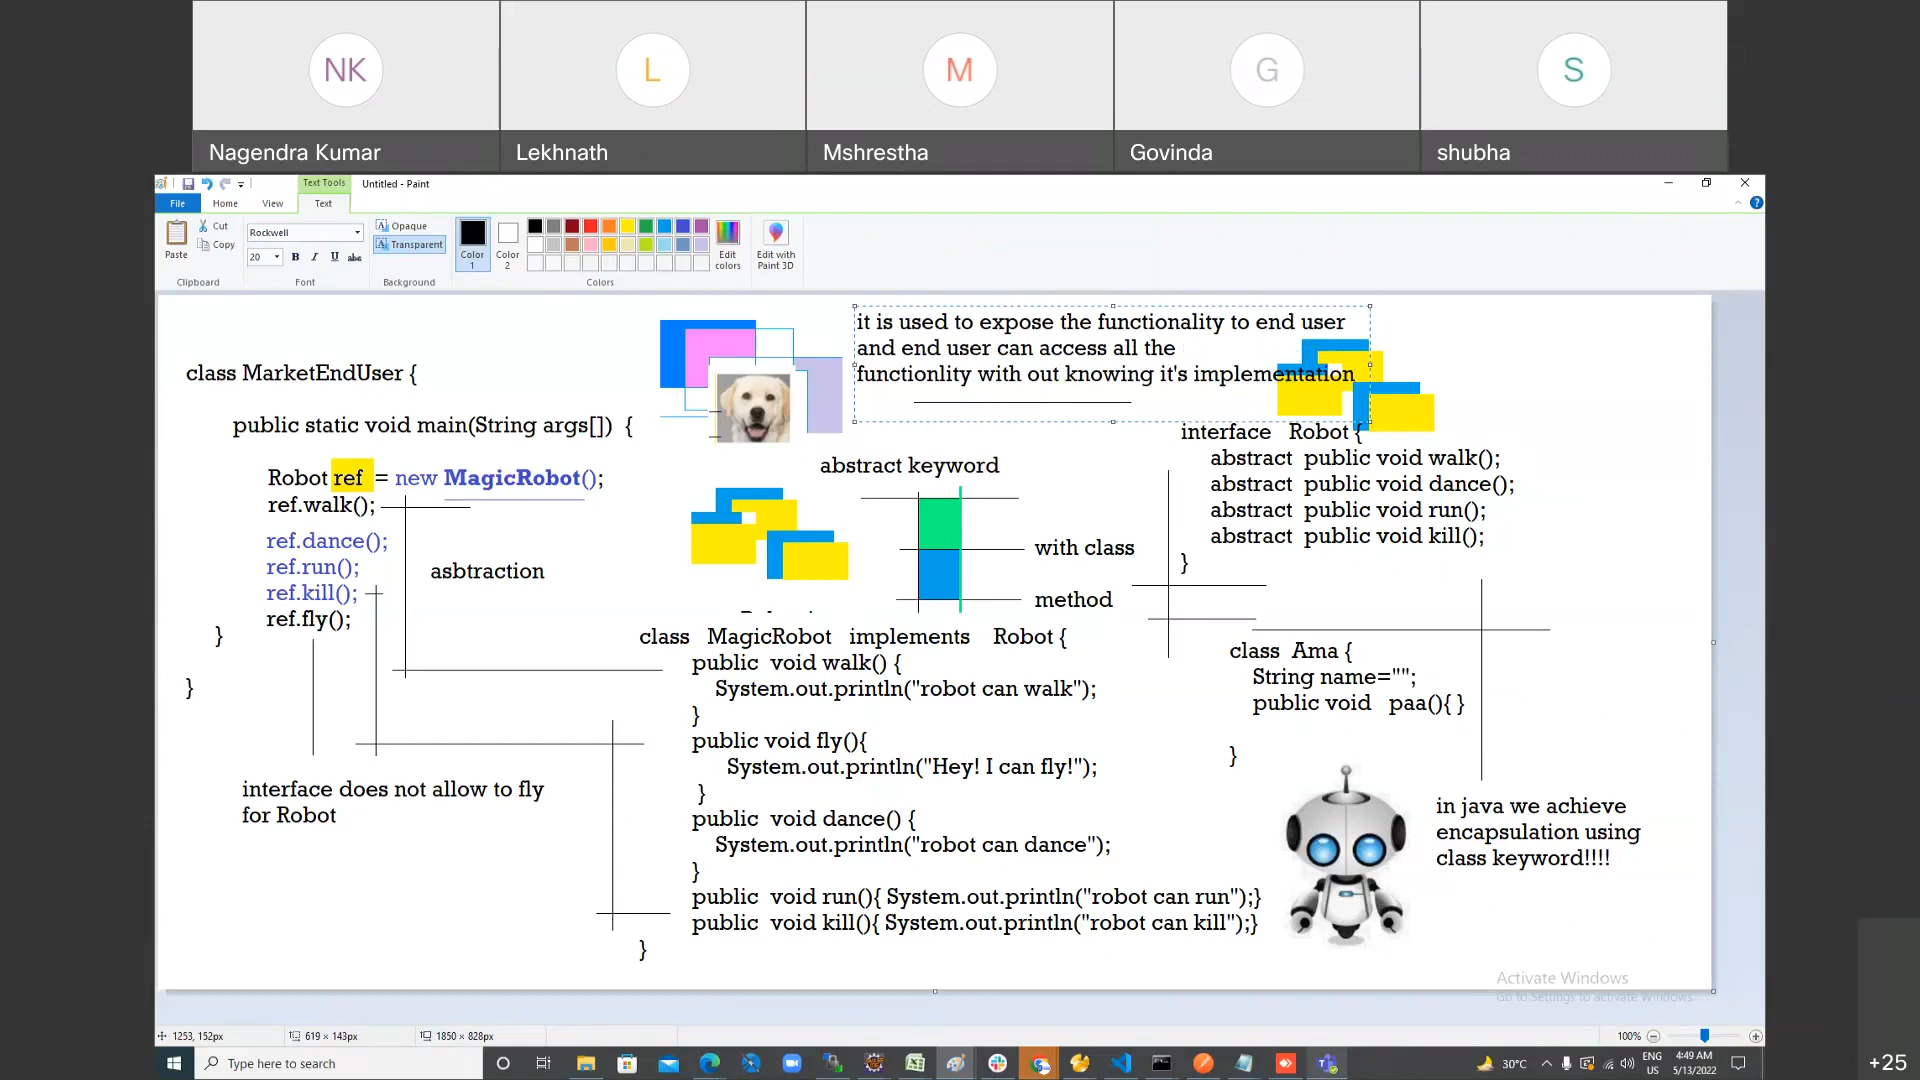 NK
L
M
G
S
Nagendra Kumar
Lekhnath
Mshrestha
Govinda
shubha
Text Tools
Untitled - Paint
File
Home
View
Text
Paste
Cut
Copy
Clipboard
Rockwell
20
B I U abc
Font
Opaque
Transparent
Background
Color 1
Color 2
Edit colors
Colors
Edit with Paint 3D
it is used to expose the functionality to end user
and end user can access all the
functionlity with out knowing it's implementation
class MarketEndUser {
public static void main(String args[]) {
Robot ref = new MagicRobot();
ref.walk();
ref.dance();
ref.run();
ref.kill();
ref.fly();
}
}
asbtraction
interface does not allow to fly
for Robot
abstract keyword
with class
method
interface Robot {
abstract public void walk();
abstract public void dance();
abstract public void run();
abstract public void kill();
}
class MagicRobot implements Robot {
public void walk() {
System.out.println("robot can walk");
}
public void fly(){
System.out.println("Hey! I can fly!");
}
public void dance() {
System.out.println("robot can dance");
}
public void run(){ System.out.println("robot can run");}
public void kill(){ System.out.println("robot can kill");}
}
class Ama {
String name="";
public void paa(){ }
}
in java we achieve
encapsulation using
class keyword!!!!
Activate Windows
Go to Settings to activate Windows.
1253, 152px
619 × 143px
1850 × 828px
100%
Type here to search
30°C
ENG
US
4:49 AM
5/13/2022
+25